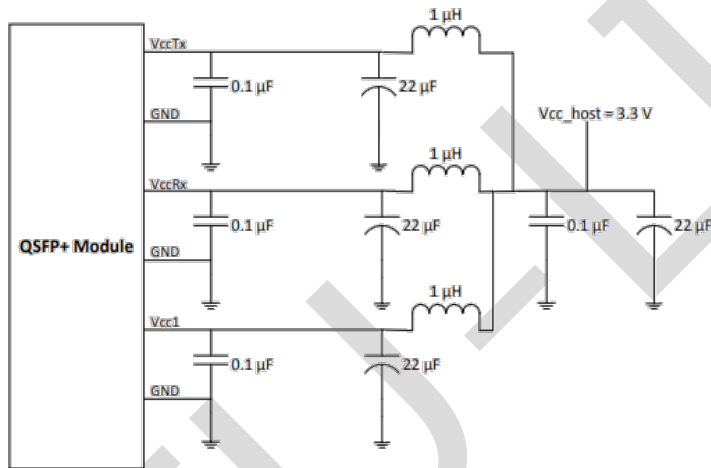 1 µH
VccTx
0.1 µF
22 µF
GND
Vcc_host = 3.3 V
1 µH
VccRx
QSFP+ Module
0.1 µF
22 µF
0.1 µF
22 µF
GND
1 µH
Vcc1
0.1 µF
22 µF
GND